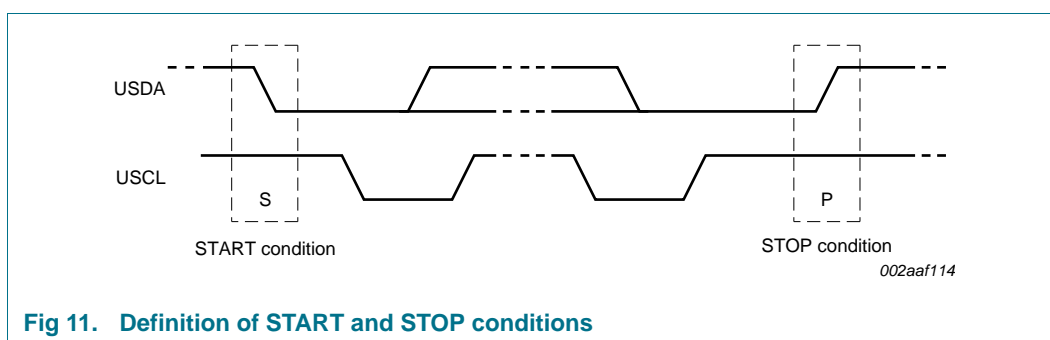 USDA
USCL
S
P
START condition
STOP condition
002aaf114
Fig 11. Definition of START and STOP conditions